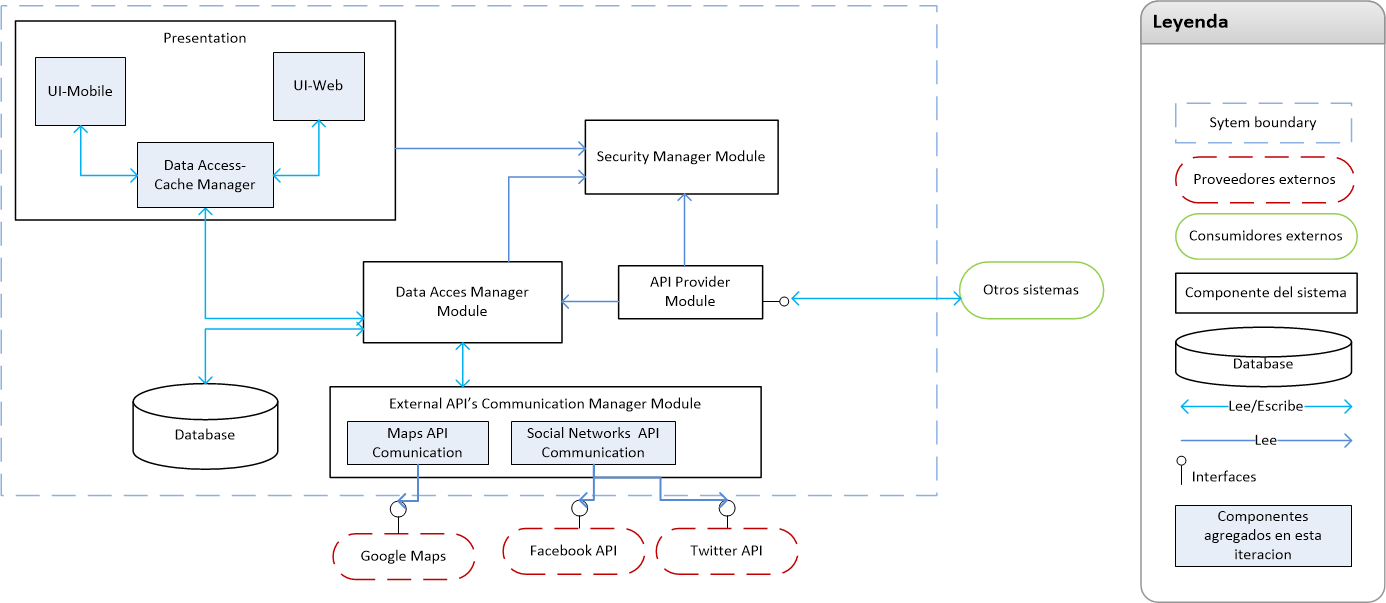 Presentation
UI-Mobile
UI-Web
Data Access-
Cache Manager
Security Manager Module
Data Acces Manager
Module
API Provider
Module
Otros sistemas
Database
External API’s Communication Manager Module
Maps API
Comunication
Social Networks  API
Communication
Google Maps
Facebook API
Twitter API
Leyenda
Sytem boundary
Proveedores externos
Consumidores externos
Componente del sistema
Database
Lee/Escribe
Lee
Interfaces
Componentes
agregados en esta
iteracion